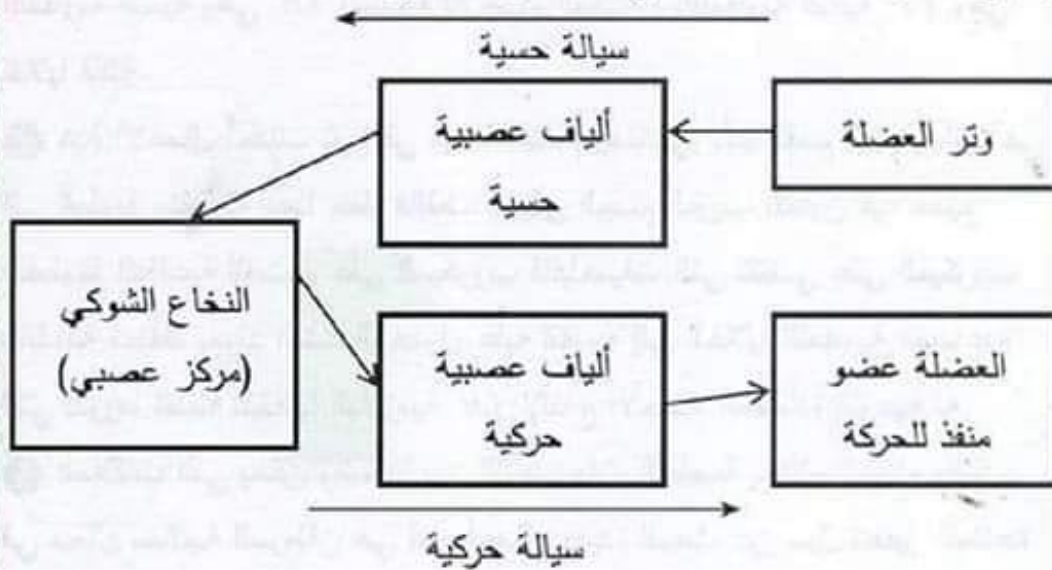 سيالة حسية
وتر العضلة
ألياف عصبية
حسية
النخاع الشوكي
(مركز عصبي)
ألياف عصبية
حركية
العضلة عضو
منفذ للحركة
سيالة حركية